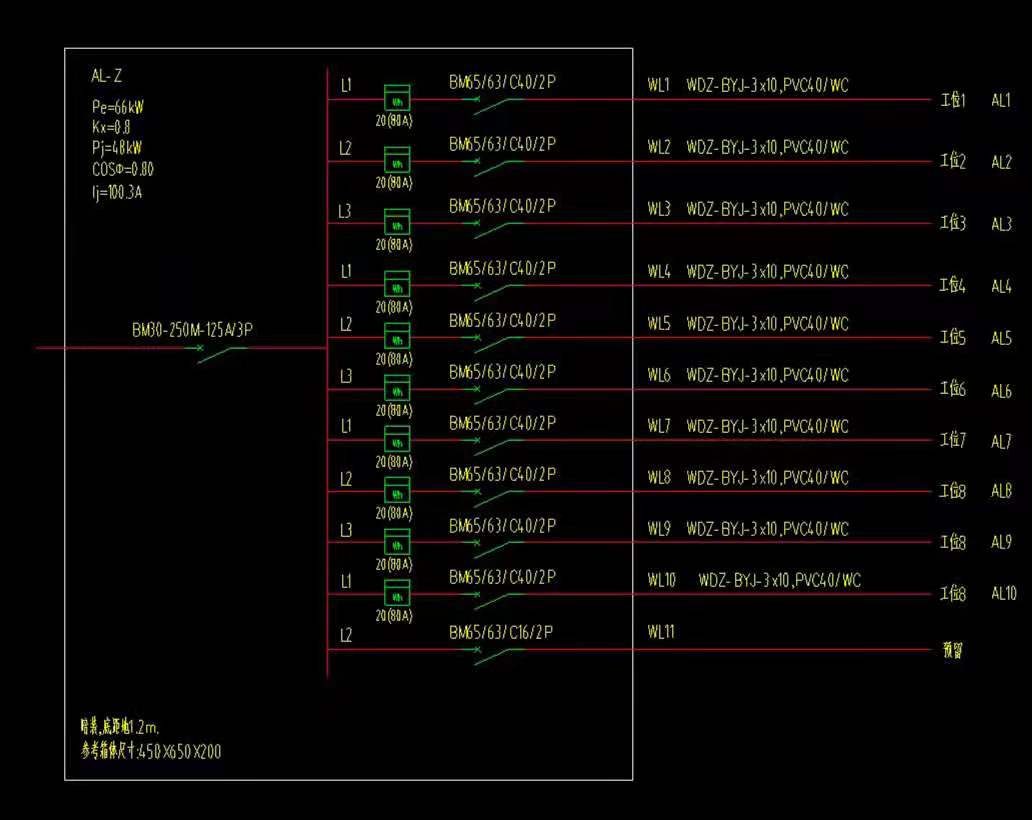 AL-Z
Pe=66kW
Kx=0.8
Pj=48kW
COSΦ=0.80
Ij=100.3A
BM30-250M-125A/3P
L1 Wh 20(80A) BM65/63/C40/2P WL1 WDZ-BYJ-3x10,PVC40/WC 工位1 AL1
L2 Wh 20(80A) BM65/63/C40/2P WL2 WDZ-BYJ-3x10,PVC40/WC 工位2 AL2
L3 Wh 20(80A) BM65/63/C40/2P WL3 WDZ-BYJ-3x10,PVC40/WC 工位3 AL3
L1 Wh 20(80A) BM65/63/C40/2P WL4 WDZ-BYJ-3x10,PVC40/WC 工位4 AL4
L2 Wh 20(80A) BM65/63/C40/2P WL5 WDZ-BYJ-3x10,PVC40/WC 工位5 AL5
L3 Wh 20(80A) BM65/63/C40/2P WL6 WDZ-BYJ-3x10,PVC40/WC 工位6 AL6
L1 Wh 20(80A) BM65/63/C40/2P WL7 WDZ-BYJ-3x10,PVC40/WC 工位7 AL7
L2 Wh 20(80A) BM65/63/C40/2P WL8 WDZ-BYJ-3x10,PVC40/WC 工位8 AL8
L3 Wh 20(80A) BM65/63/C40/2P WL9 WDZ-BYJ-3x10,PVC40/WC 工位8 AL9
L1 Wh 20(80A) BM65/63/C40/2P WL10 WDZ-BYJ-3x10,PVC40/WC 工位8 AL10
L2 BM65/63/C16/2P WL11 预留
暗装,底距地1.2m.
参考箱体尺寸:450X650X200